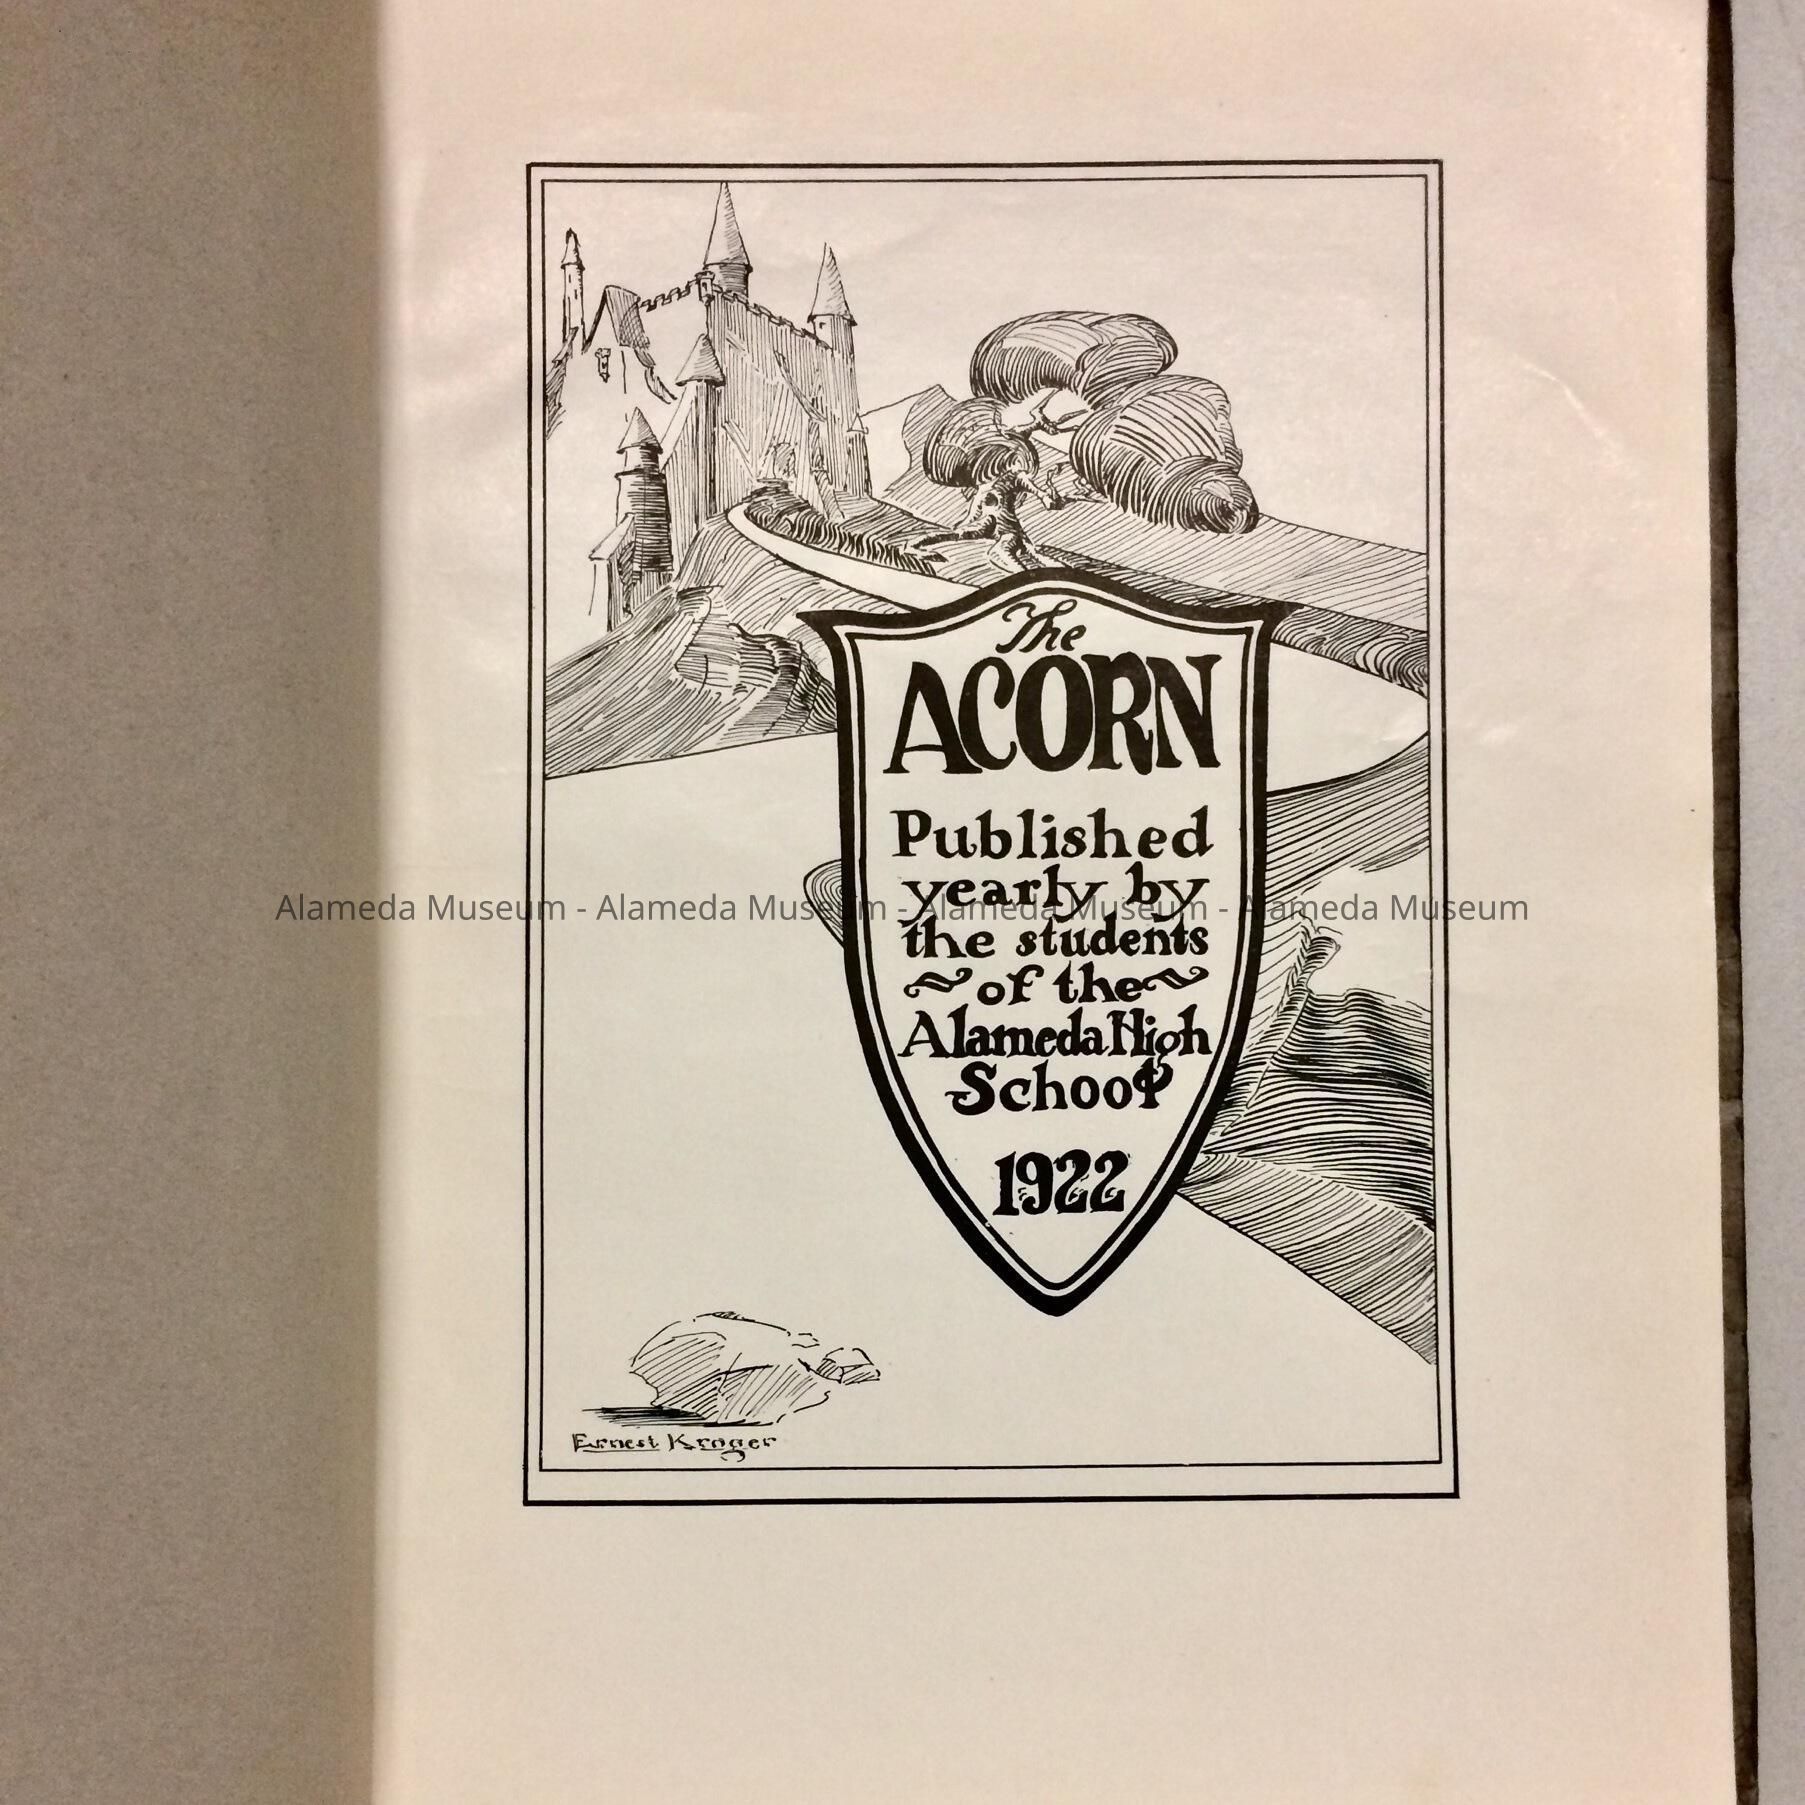 The
ACORN
Published
yearly by
the students
of the
Alameda High
School
1922
Alameda Museum - Alameda Museum - Alameda Museum - Alameda Museum
Ernest Kroger